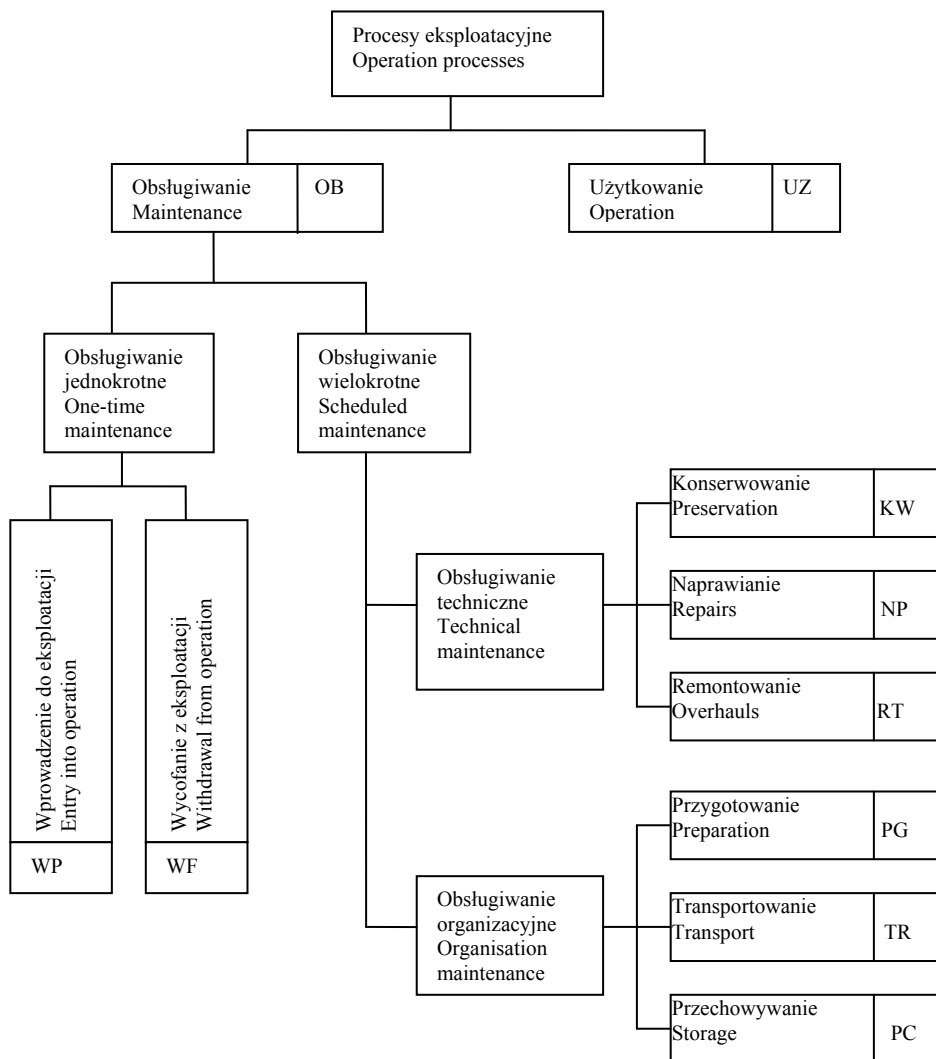 Procesy eksploatacyjne
Operation processes
Obsługiwanie
Maintenance
OB
Użytkowanie
Operation
UZ
Obsługiwanie
jednokrotne
One-time
maintenance
Obsługiwanie
wielokrotne
Scheduled
maintenance
Wprowadzenie do eksploatacji
Entry into operation
WP
Wycofanie z eksploatacji
Withdrawal from operation
WF
Obsługiwanie
techniczne
Technical
maintenance
Konserwowanie
Preservation
KW
Naprawianie
Repairs
NP
Remontowanie
Overhauls
RT
Obsługiwanie
organizacyjne
Organisation
maintenance
Przygotowanie
Preparation
PG
Transportowanie
Transport
TR
Przechowywanie
Storage
PC